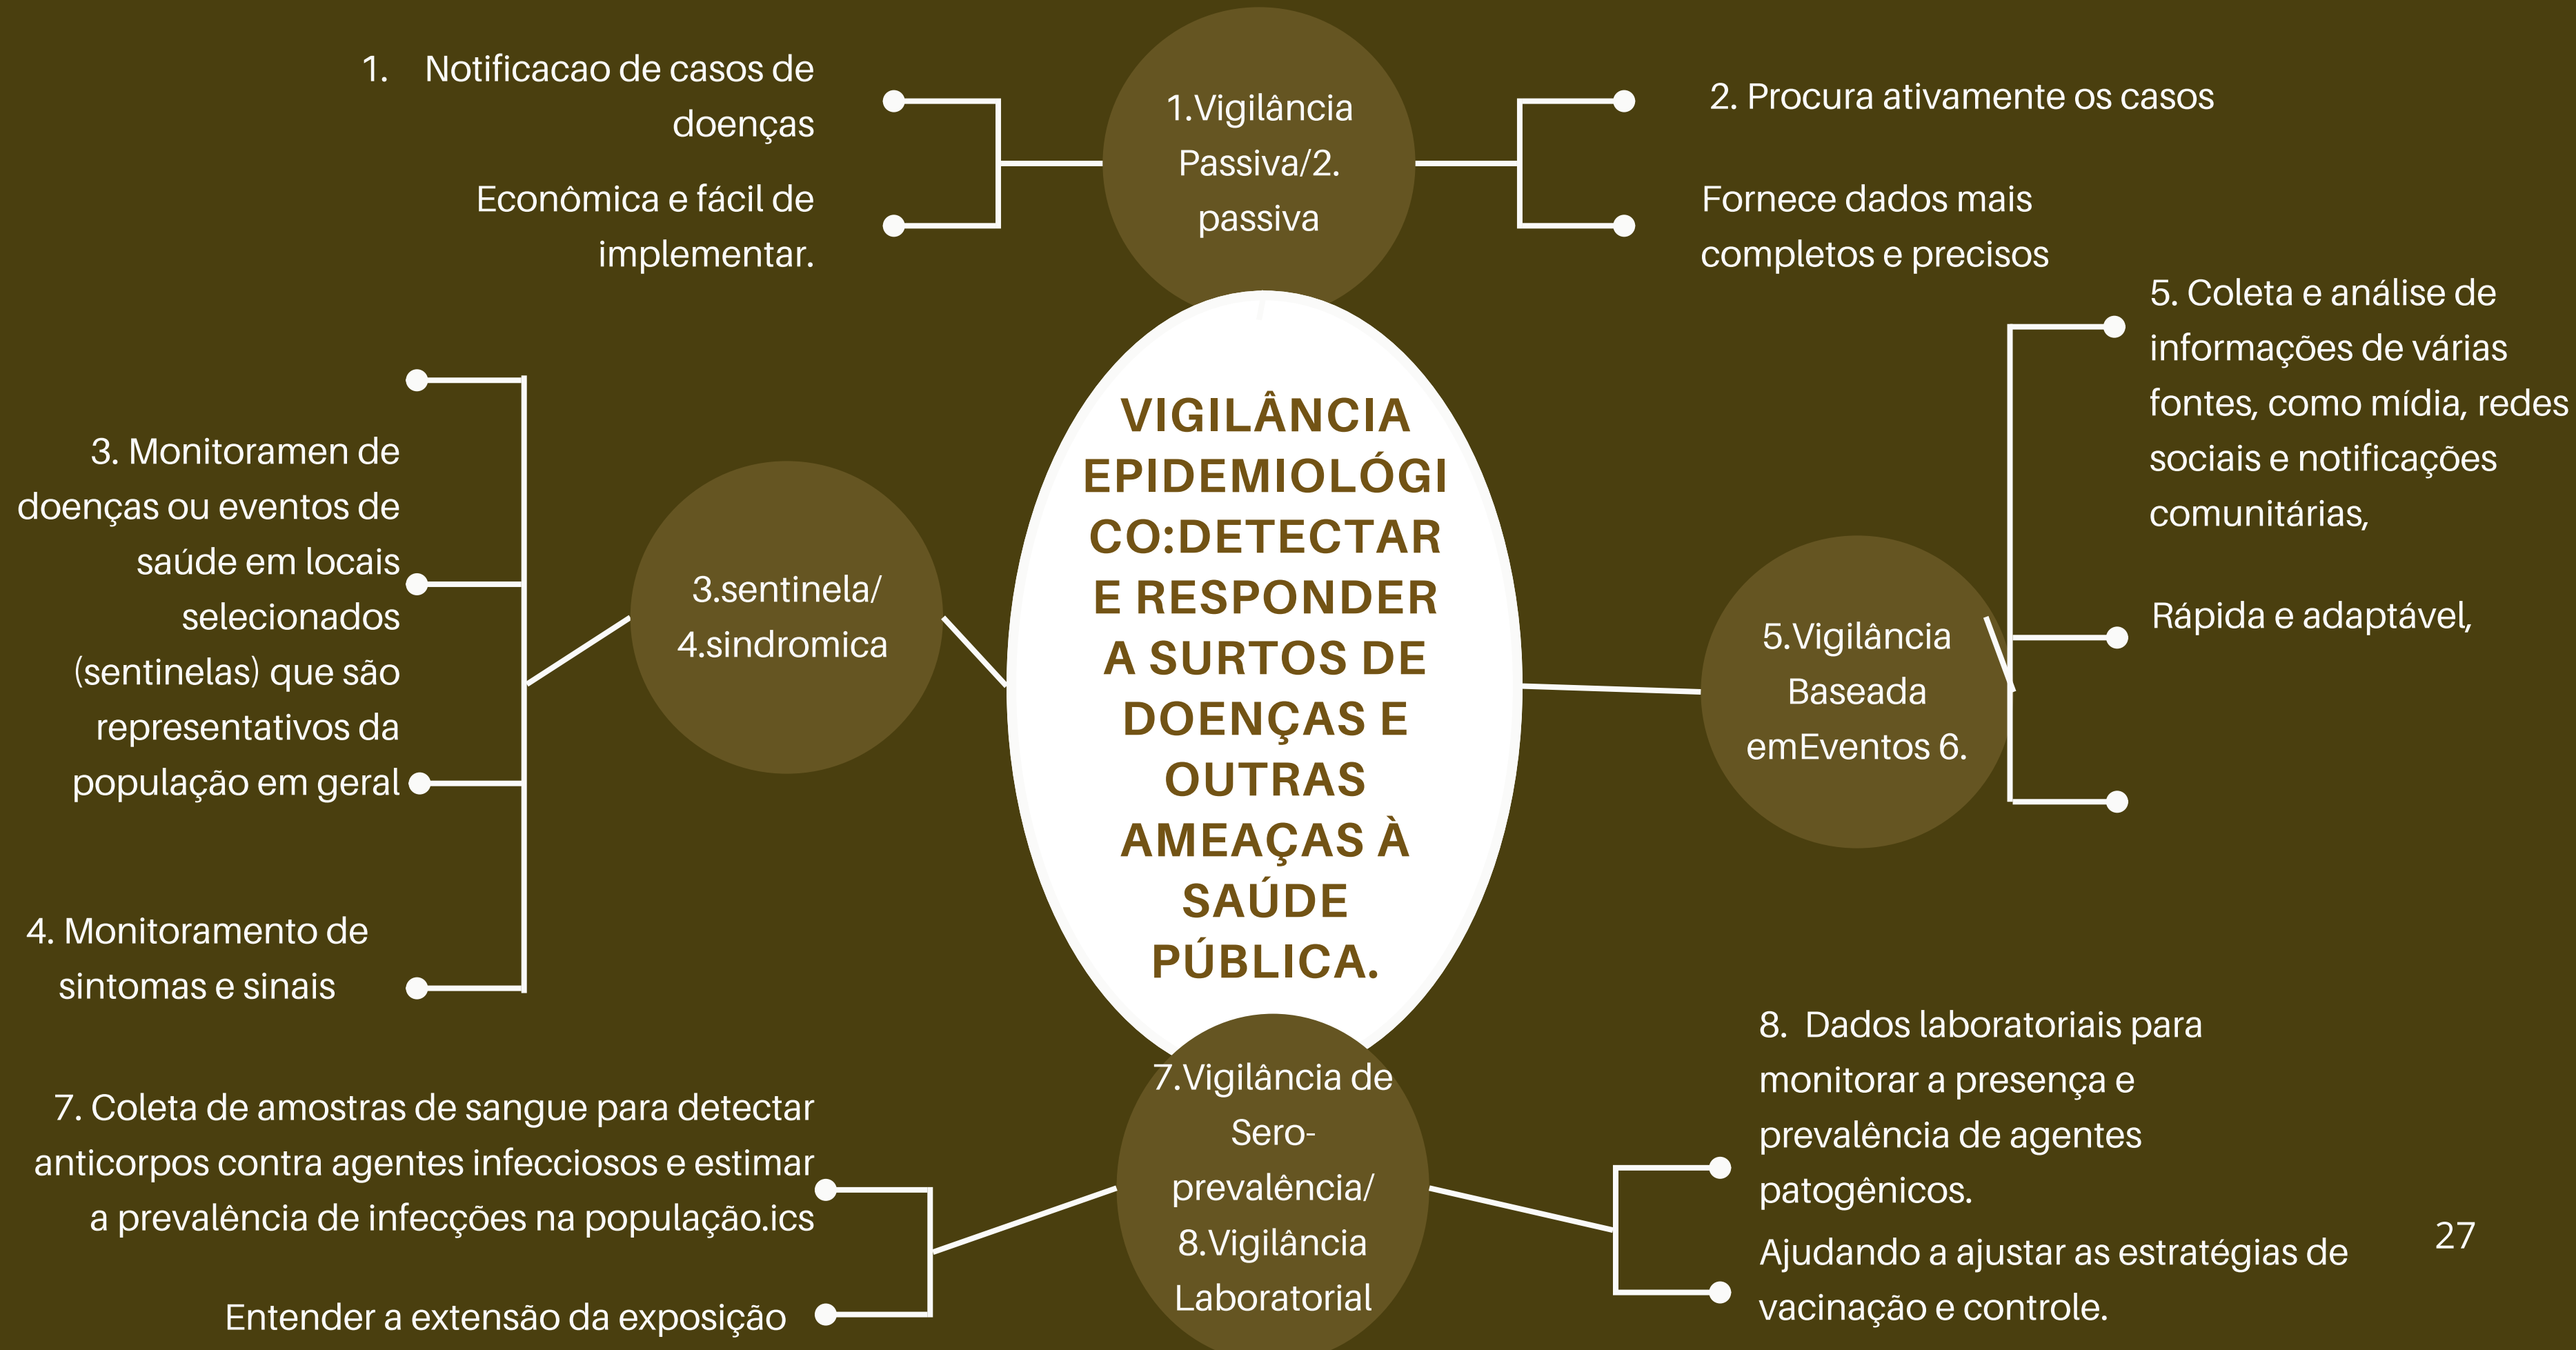 1. Notificacao de casos de
doenças
Econômica e fácil de
implementar.
1.Vigilância
Passiva/2.
passiva
2. Procura ativamente os casos
Fornece dados mais
completos e precisos
3. Monitoramen de
doenças ou eventos de
saúde em locais
selecionados
(sentinelas) que são
representativos da
população em geral
4. Monitoramento de
sintomas e sinais
3.sentinela/
4.sindromica
VIGILÂNCIA
EPIDEMIOLÓGI
CO:DETECTAR
E RESPONDER
A SURTOS DE
DOENÇAS E
OUTRAS
AMEAÇAS À
SAÚDE
PÚBLICA.
5.Vigilância
Baseada
emEventos 6.
5. Coleta e análise de
informações de várias
fontes, como mídia, redes
sociais e notificações
comunitárias,
Rápida e adaptável,
7. Coleta de amostras de sangue para detectar
anticorpos contra agentes infecciosos e estimar
a prevalência de infecções na população.ics
Entender a extensão da exposição
7.Vigilância de
Sero-
prevalência/
8.Vigilância
Laboratorial
8. Dados laboratoriais para
monitorar a presença e
prevalência de agentes
patogênicos.
Ajudando a ajustar as estratégias de
vacinação e controle.
27